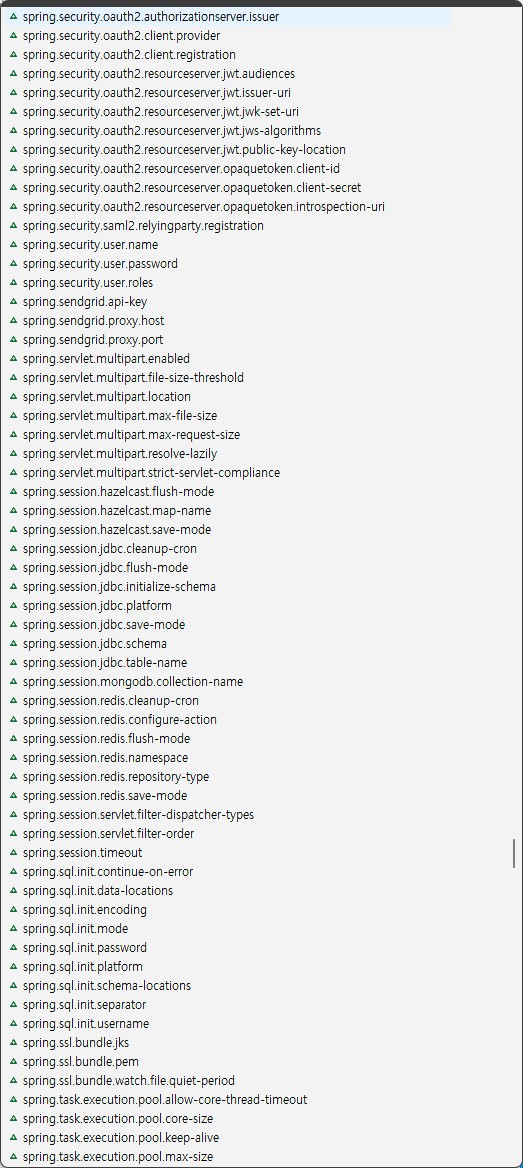 spring.security.oauth2.authorizationserver.issuer
spring.security.oauth2.client.provider
spring.security.oauth2.client.registration
spring.security.oauth2.resourceserver.jwt.audiences
spring.security.oauth2.resourceserver.jwt.issuer-uri
spring.security.oauth2.resourceserver.jwt.jwk-set-uri
spring.security.oauth2.resourceserver.jwt.jws-algorithms
spring.security.oauth2.resourceserver.jwt.public-key-location
spring.security.oauth2.resourceserver.opaquetoken.client-id
spring.security.oauth2.resourceserver.opaquetoken.client-secret
spring.security.oauth2.resourceserver.opaquetoken.introspection-uri
spring.security.saml2.relyingparty.registration
spring.security.user.name
spring.security.user.password
spring.security.user.roles
spring.sendgrid.api-key
spring.sendgrid.proxy.host
spring.sendgrid.proxy.port
spring.servlet.multipart.enabled
spring.servlet.multipart.file-size-threshold
spring.servlet.multipart.location
spring.servlet.multipart.max-file-size
spring.servlet.multipart.max-request-size
spring.servlet.multipart.resolve-lazily
spring.servlet.multipart.strict-servlet-compliance
spring.session.hazelcast.flush-mode
spring.session.hazelcast.map-name
spring.session.hazelcast.save-mode
spring.session.jdbc.cleanup-cron
spring.session.jdbc.flush-mode
spring.session.jdbc.initialize-schema
spring.session.jdbc.platform
spring.session.jdbc.save-mode
spring.session.jdbc.schema
spring.session.jdbc.table-name
spring.session.mongodb.collection-name
spring.session.redis.cleanup-cron
spring.session.redis.configure-action
spring.session.redis.flush-mode
spring.session.redis.namespace
spring.session.redis.repository-type
spring.session.redis.save-mode
spring.session.servlet.filter-dispatcher-types
spring.session.servlet.filter-order
spring.session.timeout
spring.sql.init.continue-on-error
spring.sql.init.data-locations
spring.sql.init.encoding
spring.sql.init.mode
spring.sql.init.password
spring.sql.init.platform
spring.sql.init.schema-locations
spring.sql.init.separator
spring.sql.init.username
spring.ssl.bundle.jks
spring.ssl.bundle.pem
spring.ssl.bundle.watch.file.quiet-period
spring.task.execution.pool.allow-core-thread-timeout
spring.task.execution.pool.core-size
spring.task.execution.pool.keep-alive
spring.task.execution.pool.max-size